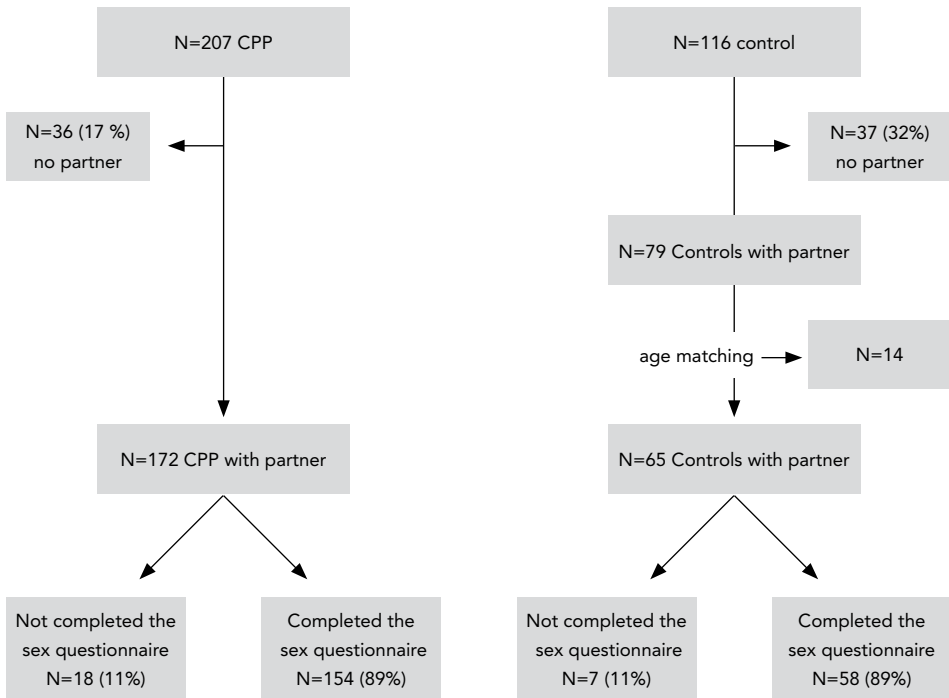 N=207 CPP
N=116 control
N=36 (17 %)
no partner
N=37 (32%)
no partner
N=79 Controls with partner
age matching
N=14
N=172 CPP with partner
N=65 Controls with partner
Not completed the
sex questionnaire
N=18 (11%)
Completed the
sex questionnaire
N=154 (89%)
Not completed the
sex questionnaire
N=7 (11%)
Completed the
sex questionnaire
N=58 (89%)